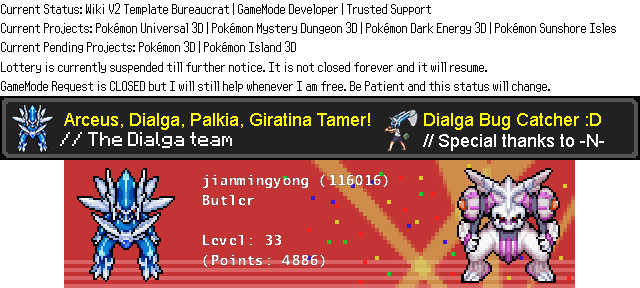 Current Status: Wiki V2 Template Bureaucrat | GameMode Developer | Trusted Support
Current Projects: Pokémon Universal 3D | Pokémon Mystery Dungeon 3D | Pokémon Dark Energy 3D | Pokémon Sunshore Isles
Current Pending Projects: Pokémon 3D | Pokémon Island 3D
Lottery is currently suspended till further notice. It is not closed forever and it will resume.
GameMode Request is CLOSED but I will still help whenever I am free. Be Patient and this status will change.
Arceus, Dialga, Palkia, Giratina Tamer!
// The Dialga team
Dialga Bug Catcher :D
// Special thanks to -N-
jianmingyong (116016)
Butler
Level: 33
(Points: 4886)